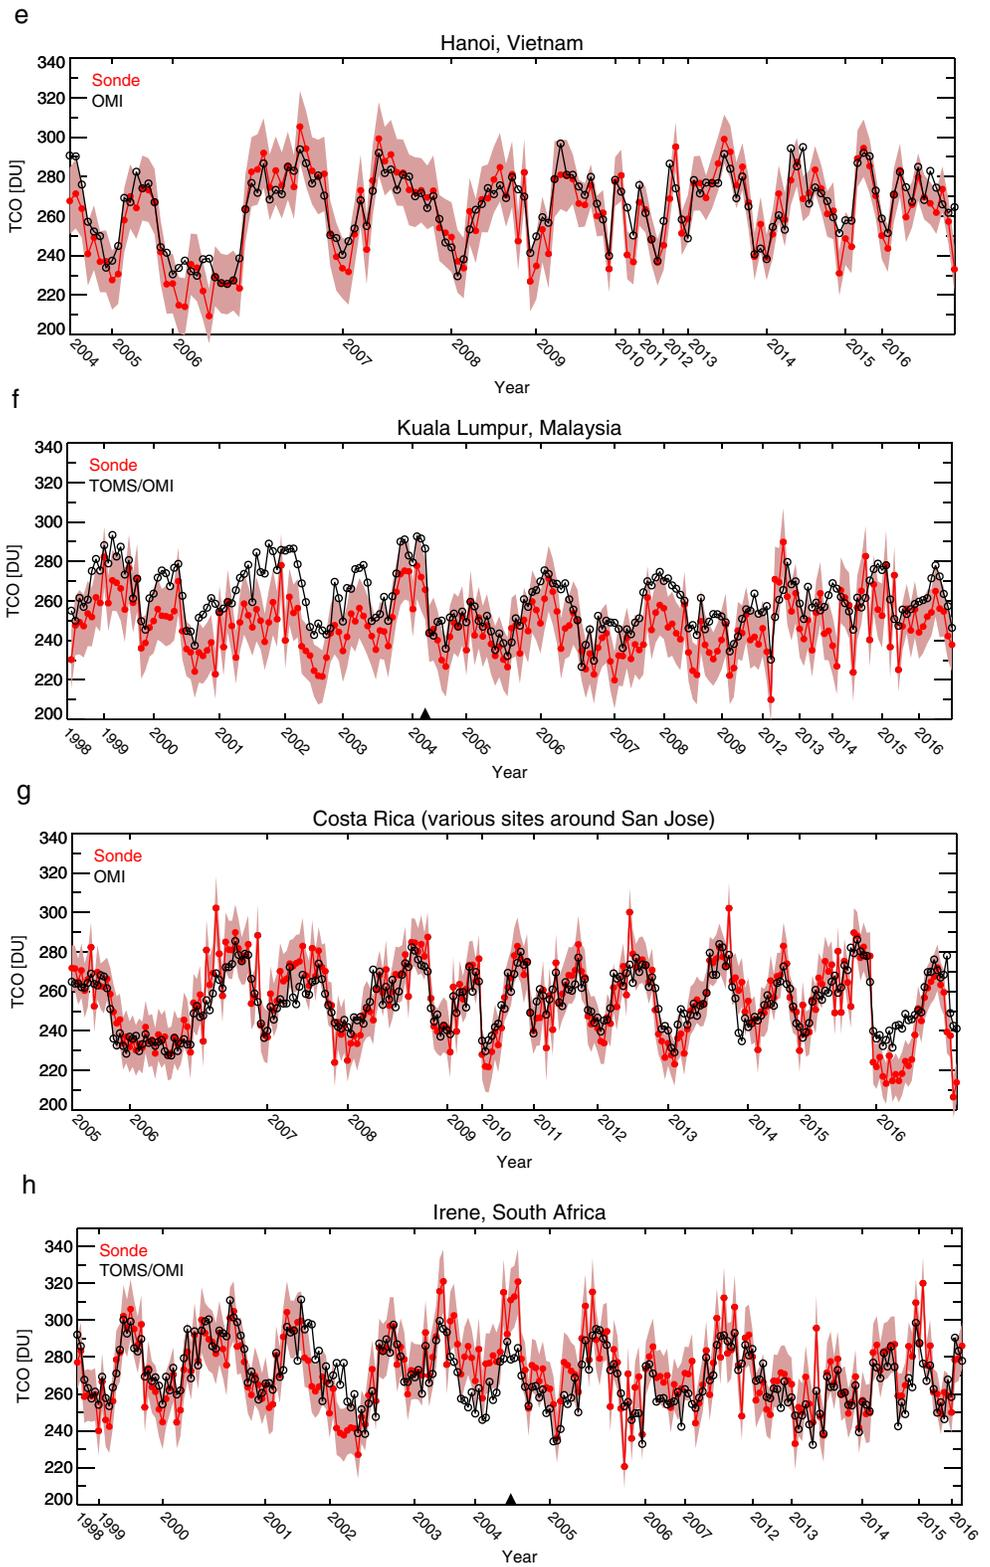 e
Hanoi, Vietnam
340
320
300
280
260
240
220
200
TCO [DU]
Sonde
OMI
2004 2005 2006 2007 2008 2009 2010 2011 2012 2013 2014 2015 2016
Year
f
Kuala Lumpur, Malaysia
340
320
300
280
260
240
220
200
TCO [DU]
Sonde
TOMS/OMI
1998 1999 2000 2001 2002 2003 2004 2005 2006 2007 2008 2009 2012 2013 2014 2015 2016
Year
g
Costa Rica (various sites around San Jose)
340
320
300
280
260
240
220
200
TCO [DU]
Sonde
OMI
2005 2006 2007 2008 2009 2010 2011 2012 2013 2014 2015 2016
Year
h
Irene, South Africa
340
320
300
280
260
240
220
200
TCO [DU]
Sonde
TOMS/OMI
1998 1999 2000 2001 2002 2003 2004 2005 2006 2007 2012 2013 2014 2015 2016
Year